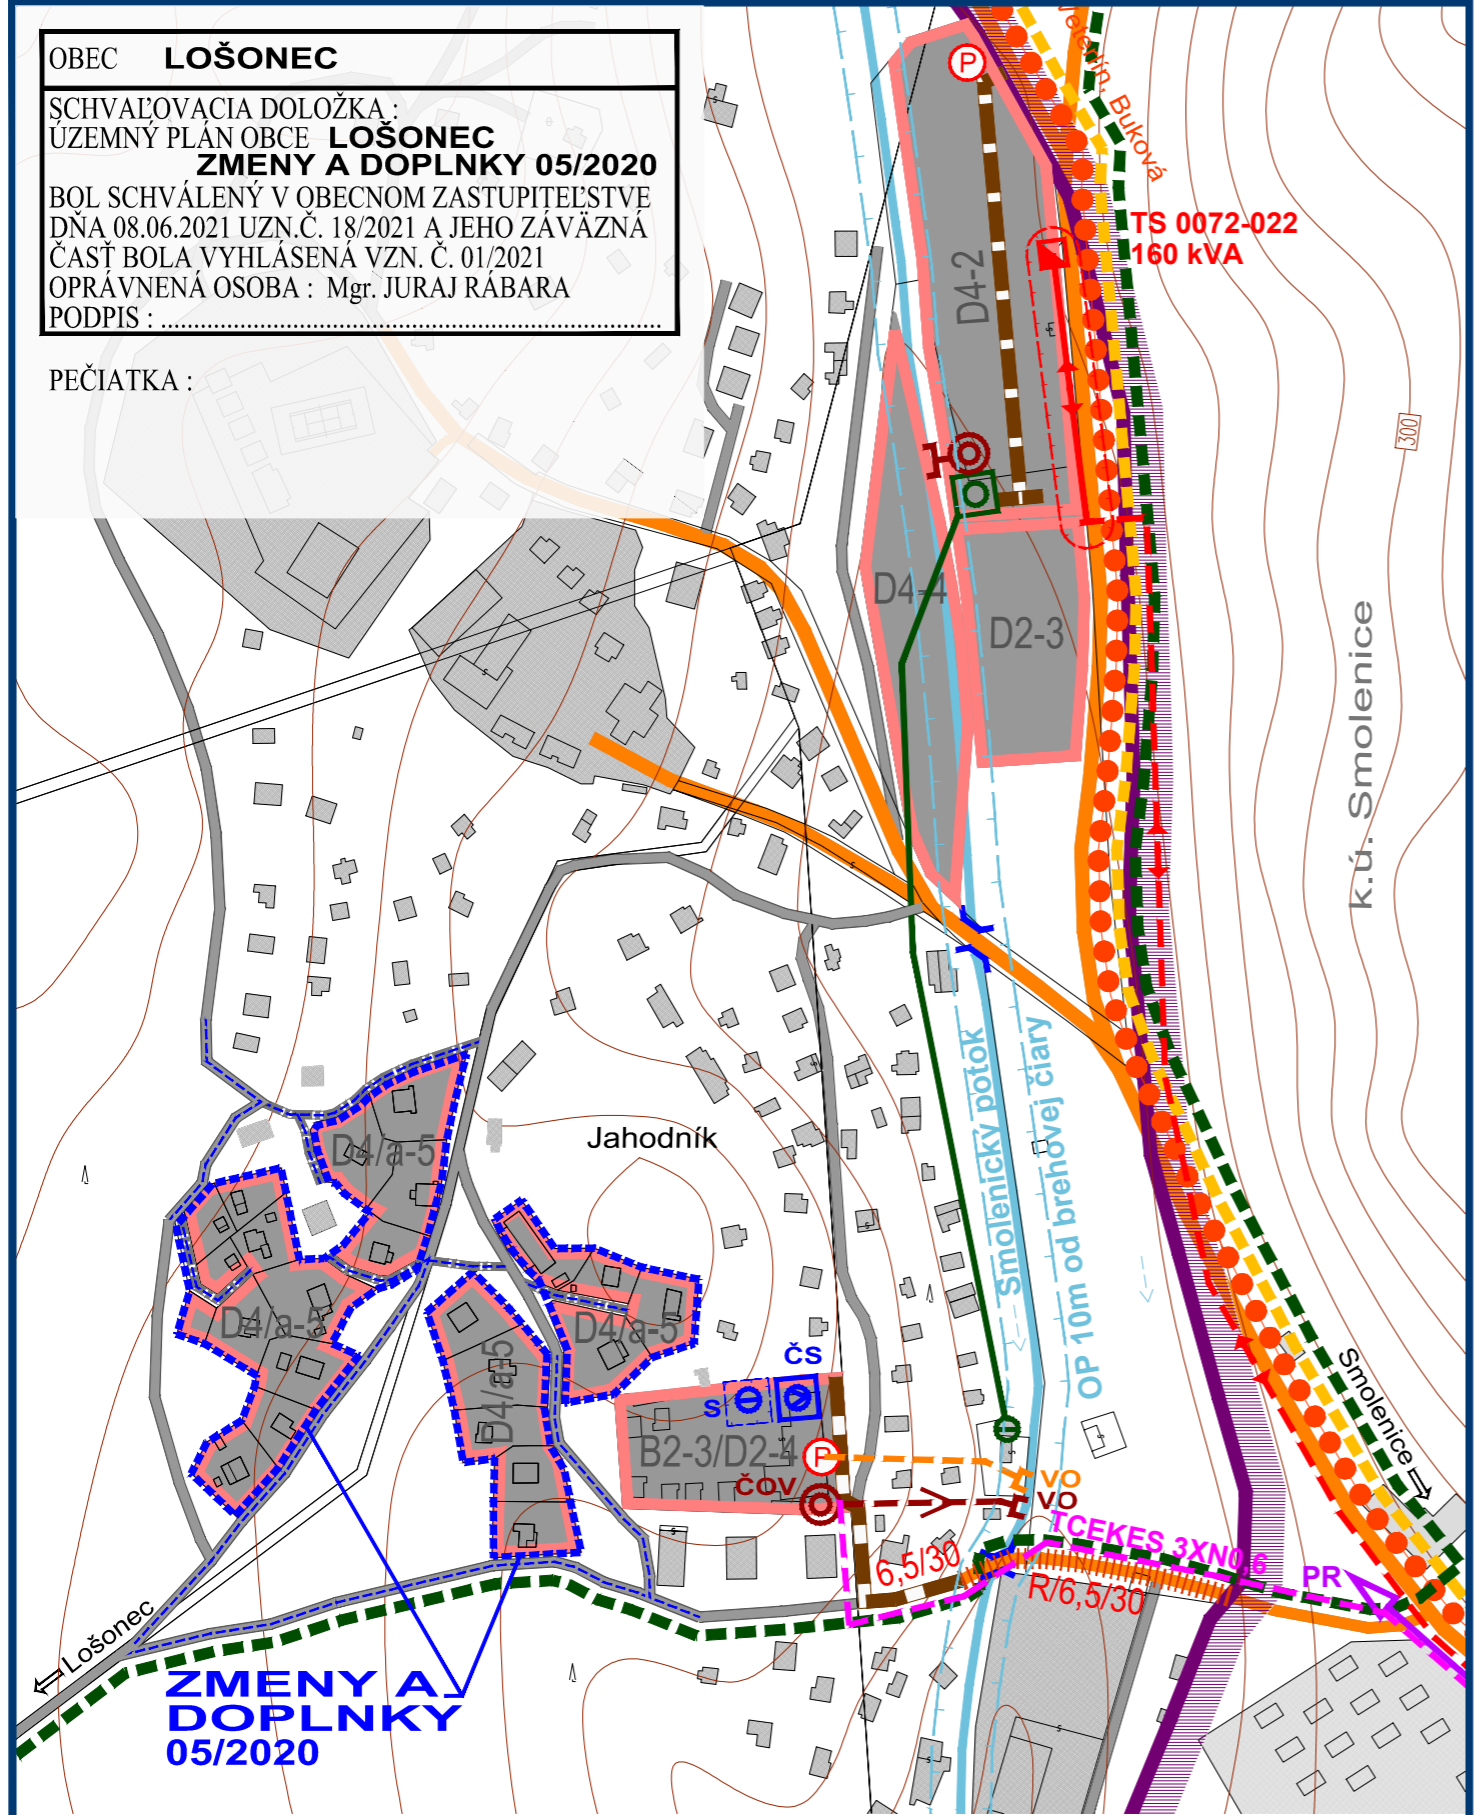 OBEC LOŠONEC
SCHVAĽOVACIA DOLOŽKA :
ÚZEMNÝ PLÁN OBCE LOŠONEC
ZMENY A DOPLNKY 05/2020
BOL SCHVÁLENÝ V OBECNOM ZASTUPITEĽSTVE
DŇA 08.06.2021 UZN.Č. 18/2021 A JEHO ZÁVÄZNÁ
ČASŤ BOLA VYHLÁSENÁ VZN. Č. 01/2021
OPRÁVNENÁ OSOBA : Mgr. JURAJ RÁBARA
PODPIS : ......................................................................
PEČIATKA :
P
Buková
TS 0072-022
160 kVA
D4-2
300
D4-4
D2-3
k.ú. Smolenice
Smolenický potok
OP 10m od brehovej čiary
Jahodník
D4/a-5
D4/a-5
D4/a-5
D4/a-5
ČS
S
B2-3/D2-4
P
ČOV
VO
VO
TCEKES 3XN0,6
PR
6,5/30
R/6,5/30
Smolenice
Lošonec
ZMENY A
DOPLNKY
05/2020